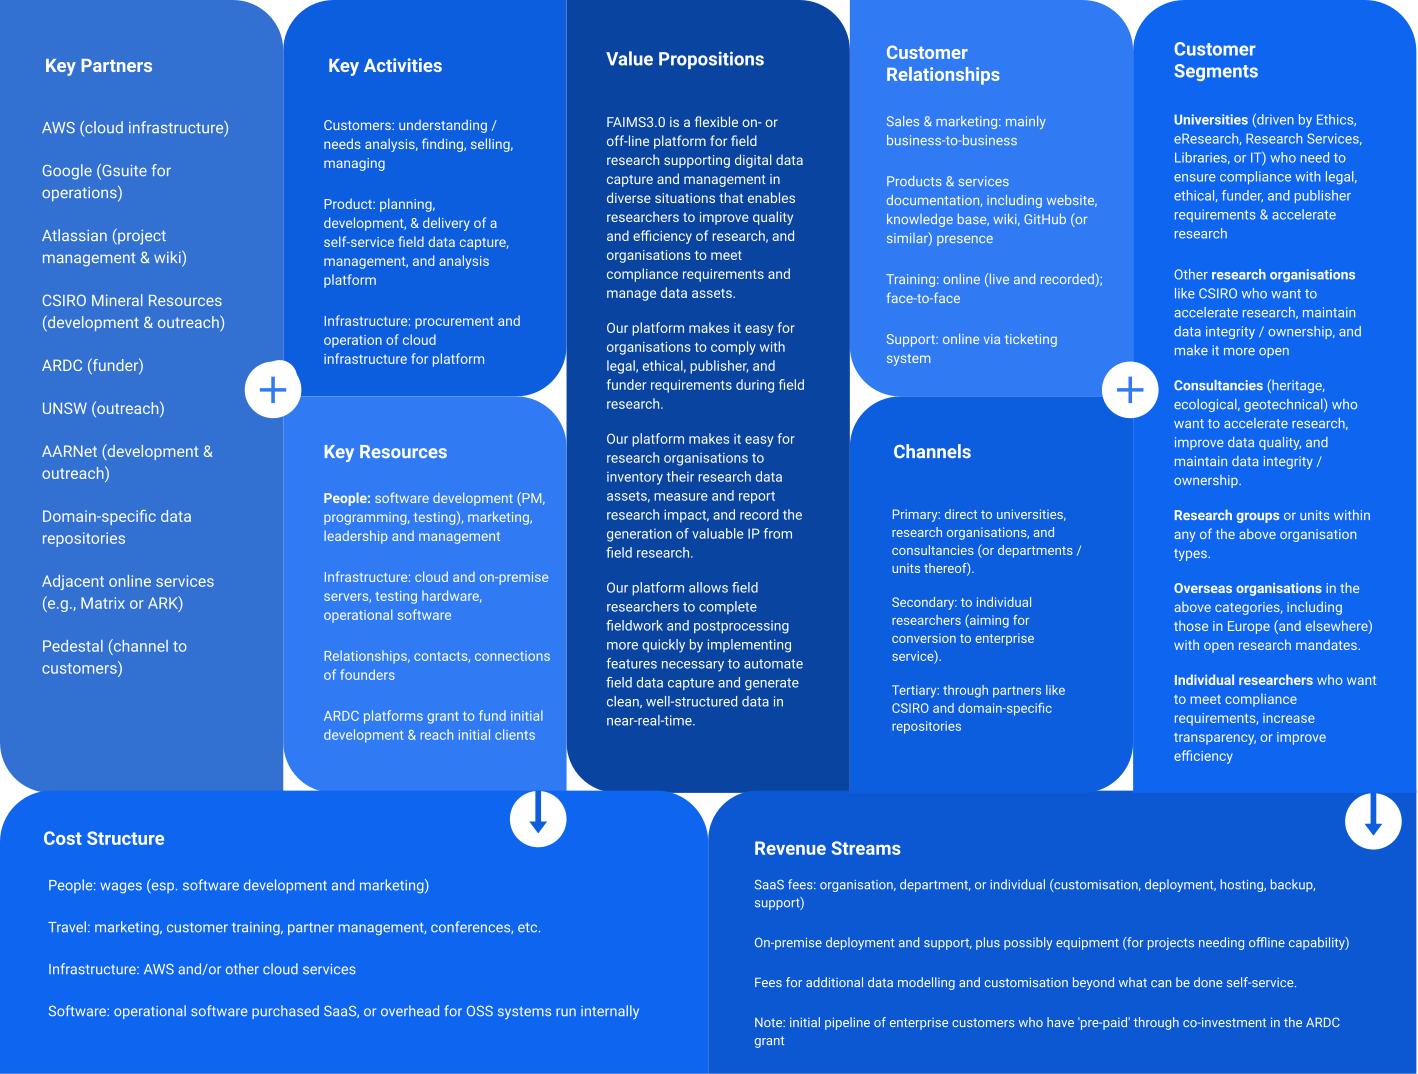 Key Partners
AWS (cloud infrastructure)
Google (Gsuite for
operations)
Atlassian (project
management & wiki)
CSIRO Mineral Resources
(development & outreach)
ARDC (funder)
UNSW (outreach)
AARNet (development &
outreach)
Domain-specific data
repositories
Adjacent online services
(e.g., Matrix or ARK)
Pedestal (channel to
customers)
Key Activities
Customers: understanding /
needs analysis, finding, selling,
managing
Product: planning,
development, & delivery of a
self-service field data capture,
management, and analysis
platform
Infrastructure: procurement and
operation of cloud
infrastructure for platform
Key Resources
People: software development (PM,
programming, testing), marketing,
leadership and management
Infrastructure: cloud and on-premise
servers, testing hardware,
operational software
Relationships, contacts, connections
of founders
ARDC platforms grant to fund initial
development & reach initial clients
Value Propositions
FAIMS3.0 is a flexible on- or
off-line platform for field
research supporting digital data
capture and management in
diverse situations that enables
researchers to improve quality
and efficiency of research, and
organisations to meet
compliance requirements and
manage data assets.
Our platform makes it easy for
organisations to comply with
legal, ethical, publisher, and
funder requirements during field
research.
Our platform makes it easy for
research organisations to
inventory their research data
assets, measure and report
research impact, and record the
generation of valuable IP from
field research.
Our platform allows field
researchers to complete
fieldwork and postprocessing
more quickly by implementing
features necessary to automate
field data capture and generate
clean, well-structured data in
near-real-time.
Customer
Relationships
Sales & marketing: mainly
business-to-business
Products & services
documentation, including website,
knowledge base, wiki, GitHub (or
similar) presence
Training: online (live and recorded);
face-to-face
Support: online via ticketing
system
Channels
Primary: direct to universities,
research organisations, and
consultancies (or departments /
units thereof).
Secondary: to individual
researchers (aiming for
conversion to enterprise
service).
Tertiary: through partners like
CSIRO and domain-specific
repositories
Customer
Segments
Universities (driven by Ethics,
eResearch, Research Services,
Libraries, or IT) who need to
ensure compliance with legal,
ethical, funder, and publisher
requirements & accelerate
research
Other research organisations
like CSIRO who want to
accelerate research, maintain
data integrity / ownership, and
make it more open
Consultancies (heritage,
ecological, geotechnical) who
want to accelerate research,
improve data quality, and
maintain data integrity /
ownership.
Research groups or units within
any of the above organisation
types.
Overseas organisations in the
above categories, including
those in Europe (and elsewhere)
with open research mandates.
Individual researchers who want
to meet compliance
requirements, increase
transparency, or improve
efficiency
Cost Structure
People: wages (esp. software development and marketing)
Travel: marketing, customer training, partner management, conferences, etc.
Infrastructure: AWS and/or other cloud services
Software: operational software purchased SaaS, or overhead for OSS systems run internally
Revenue Streams
SaaS fees: organisation, department, or individual (customisation, deployment, hosting, backup,
support)
On-premise deployment and support, plus possibly equipment (for projects needing offline capability)
Fees for additional data modelling and customisation beyond what can be done self-service.
Note: initial pipeline of enterprise customers who have 'pre-paid' through co-investment in the ARDC
grant